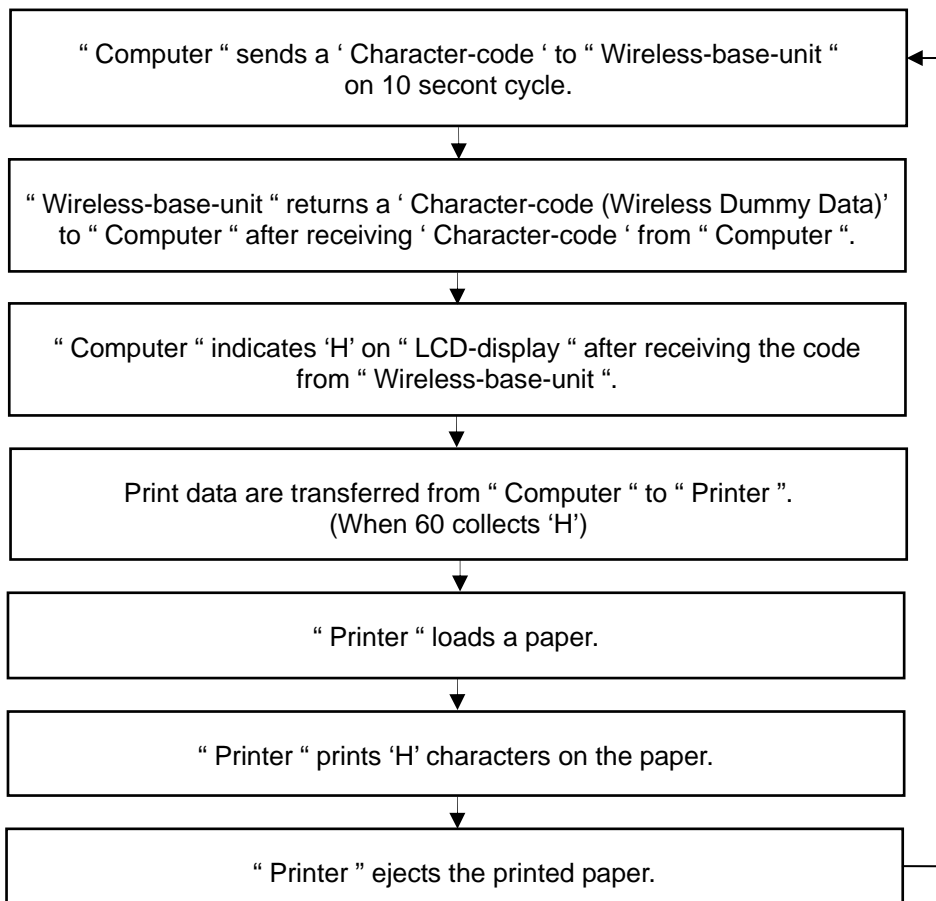 “ Computer “ sends a ‘ Character-code ‘ to “ Wireless-base-unit “
on 10 secont cycle.
“ Wireless-base-unit “ returns a ‘ Character-code (Wireless Dummy Data)’
to “ Computer “ after receiving ‘ Character-code ‘ from “ Computer “.
“ Computer “ indicates ‘H’ on “ LCD-display “ after receiving the code
from “ Wireless-base-unit “.
Print data are transferred from “ Computer “ to “ Printer ”.
(When 60 collects ‘H’)
“ Printer “ loads a paper.
“ Printer “ prints ‘H’ characters on the paper.
“ Printer ” ejects the printed paper.